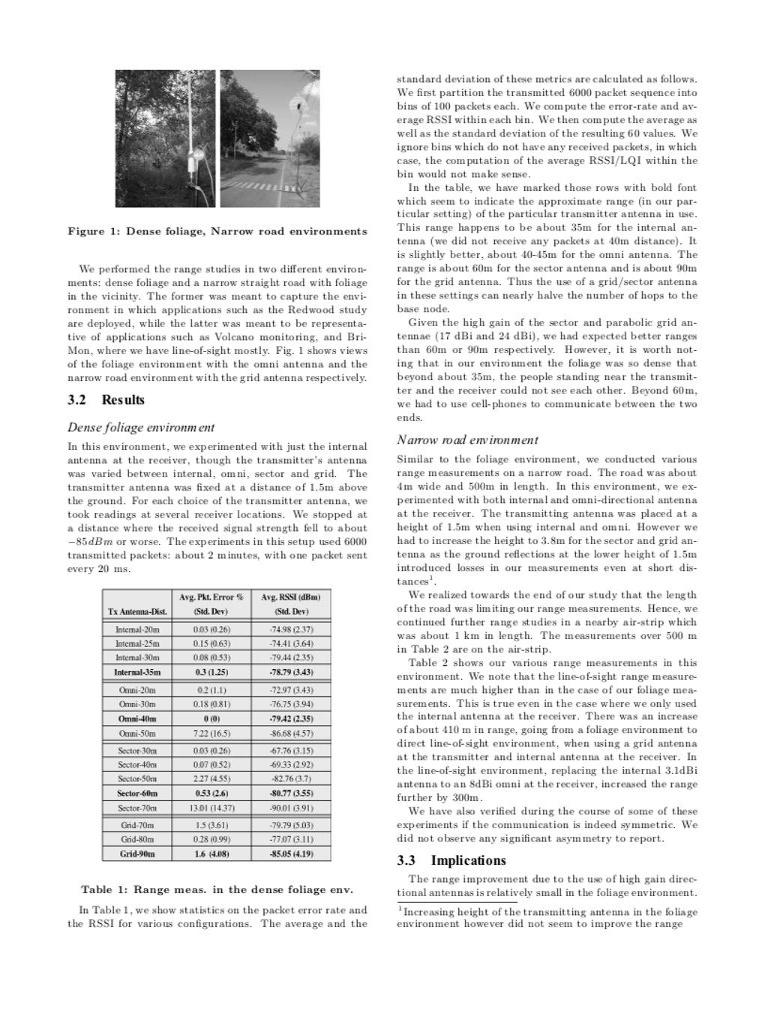 Figure 1: Dense foliage, Narrow road environments
We performed the range studies in two different environ-
ments: dense foliage and a narrow straight road with foliage
in the vicinity. The former was meant to capture the envi-
ronment in which applications such as the Redwood study
are deployed, while the latter was meant to be representa-
tive of applications such as Volcano monitoring, and Bri-
Mon, where we have line-of-sight mostly. Fig. 1 shows views
of the foliage environment with the omni antenna and the
narrow road environment with the grid antenna respectively.
3.2 Results
Dense foliage environment
In this environment, we experimented with just the internal
antenna at the receiver, though the transmitter's antenna
was varied between internal, omni, sector and grid. The
transmitter antenna was fixed at a distance of 1.5m above
the ground. For each choice of the transmitter antenna, we
took readings at several receiver locations. We stopped at
a distance where the received signal strength fell to about
−85dBm or worse. The experiments in this setup used 6000
transmitted packets: about 2 minutes, with one packet sent
every 20 ms.
Avg. Pkt. Error % Avg. RSSI (dBm)
Tx Antenna-Dist. (Std. Dev) (Std. Dev)
Internal-20m 0.03 (0.26) -74.98 (2.37)
Internal-25m 0.15 (0.63) -74.41 (3.64)
Internal-30m 0.08 (0.53) -79.44 (2.35)
Internal-35m 0.3 (1.25) -78.79 (3.43)
Omni-20m 0.2 (1.1) -72.97 (3.43)
Omni-30m 0.18 (0.81) -76.75 (3.94)
Omni-40m 0 (0) -79.42 (2.35)
Omni-50m 7.22 (16.5) -86.68 (4.57)
Sector-30m 0.03 (0.26) -67.76 (3.15)
Sector-40m 0.07 (0.52) -69.33 (2.92)
Sector-50m 2.27 (4.55) -82.76 (3.7)
Sector-60m 0.53 (2.6) -80.77 (3.55)
Sector-70m 13.01 (14.37) -90.01 (3.91)
Grid-70m 1.5 (3.61) -79.79 (5.03)
Grid-80m 0.28 (0.99) -77.07 (3.11)
Grid-90m 1.6 (4.08) -85.05 (4.19)
Table 1: Range meas. in the dense foliage env.
In Table 1, we show statistics on the packet error rate and
the RSSI for various configurations. The average and the
standard deviation of these metrics are calculated as follows.
We first partition the transmitted 6000 packet sequence into
bins of 100 packets each. We compute the error-rate and av-
erage RSSI within each bin. We then compute the average as
well as the standard deviation of the resulting 60 values. We
ignore bins which do not have any received packets, in which
case, the computation of the average RSSI/LQI within the
bin would not make sense.
In the table, we have marked those rows with bold font
which seem to indicate the approximate range (in our par-
ticular setting) of the particular transmitter antenna in use.
This range happens to be about 35m for the internal an-
tenna (we did not receive any packets at 40m distance). It
is slightly better, about 40-45m for the omni antenna. The
range is about 60m for the sector antenna and is about 90m
for the grid antenna. Thus the use of a grid/sector antenna
in these settings can nearly halve the number of hops to the
base node.
Given the high gain of the sector and parabolic grid an-
tennae (17 dBi and 24 dBi), we had expected better ranges
than 60m or 90m respectively. However, it is worth not-
ing that in our environment the foliage was so dense that
beyond about 35m, the people standing near the transmit-
ter and the receiver could not see each other. Beyond 60m,
we had to use cell-phones to communicate between the two
ends.
Narrow road environment
Similar to the foliage environment, we conducted various
range measurements on a narrow road. The road was about
4m wide and 500m in length. In this environment, we ex-
perimented with both internal and omni-directional antenna
at the receiver. The transmitting antenna was placed at a
height of 1.5m when using internal and omni. However we
had to increase the height to 3.8m for the sector and grid an-
tenna as the ground reflections at the lower height of 1.5m
introduced losses in our measurements even at short dis-
tances1.
We realized towards the end of our study that the length
of the road was limiting our range measurements. Hence, we
continued further range studies in a nearby air-strip which
was about 1 km in length. The measurements over 500 m
in Table 2 are on the air-strip.
Table 2 shows our various range measurements in this
environment. We note that the line-of-sight range measure-
ments are much higher than in the case of our foliage mea-
surements. This is true even in the case where we only used
the internal antenna at the receiver. There was an increase
of about 410 m in range, going from a foliage environment to
direct line-of-sight environment, when using a grid antenna
at the transmitter and internal antenna at the receiver. In
the line-of-sight environment, replacing the internal 3.1dBi
antenna to an 8dBi omni at the receiver, increased the range
further by 300m.
We have also verified during the course of some of these
experiments if the communication is indeed symmetric. We
did not observe any significant asymmetry to report.
3.3 Implications
The range improvement due to the use of high gain direc-
tional antennas is relatively small in the foliage environment.
1Increasing height of the transmitting antenna in the foliage
environment however did not seem to improve the range